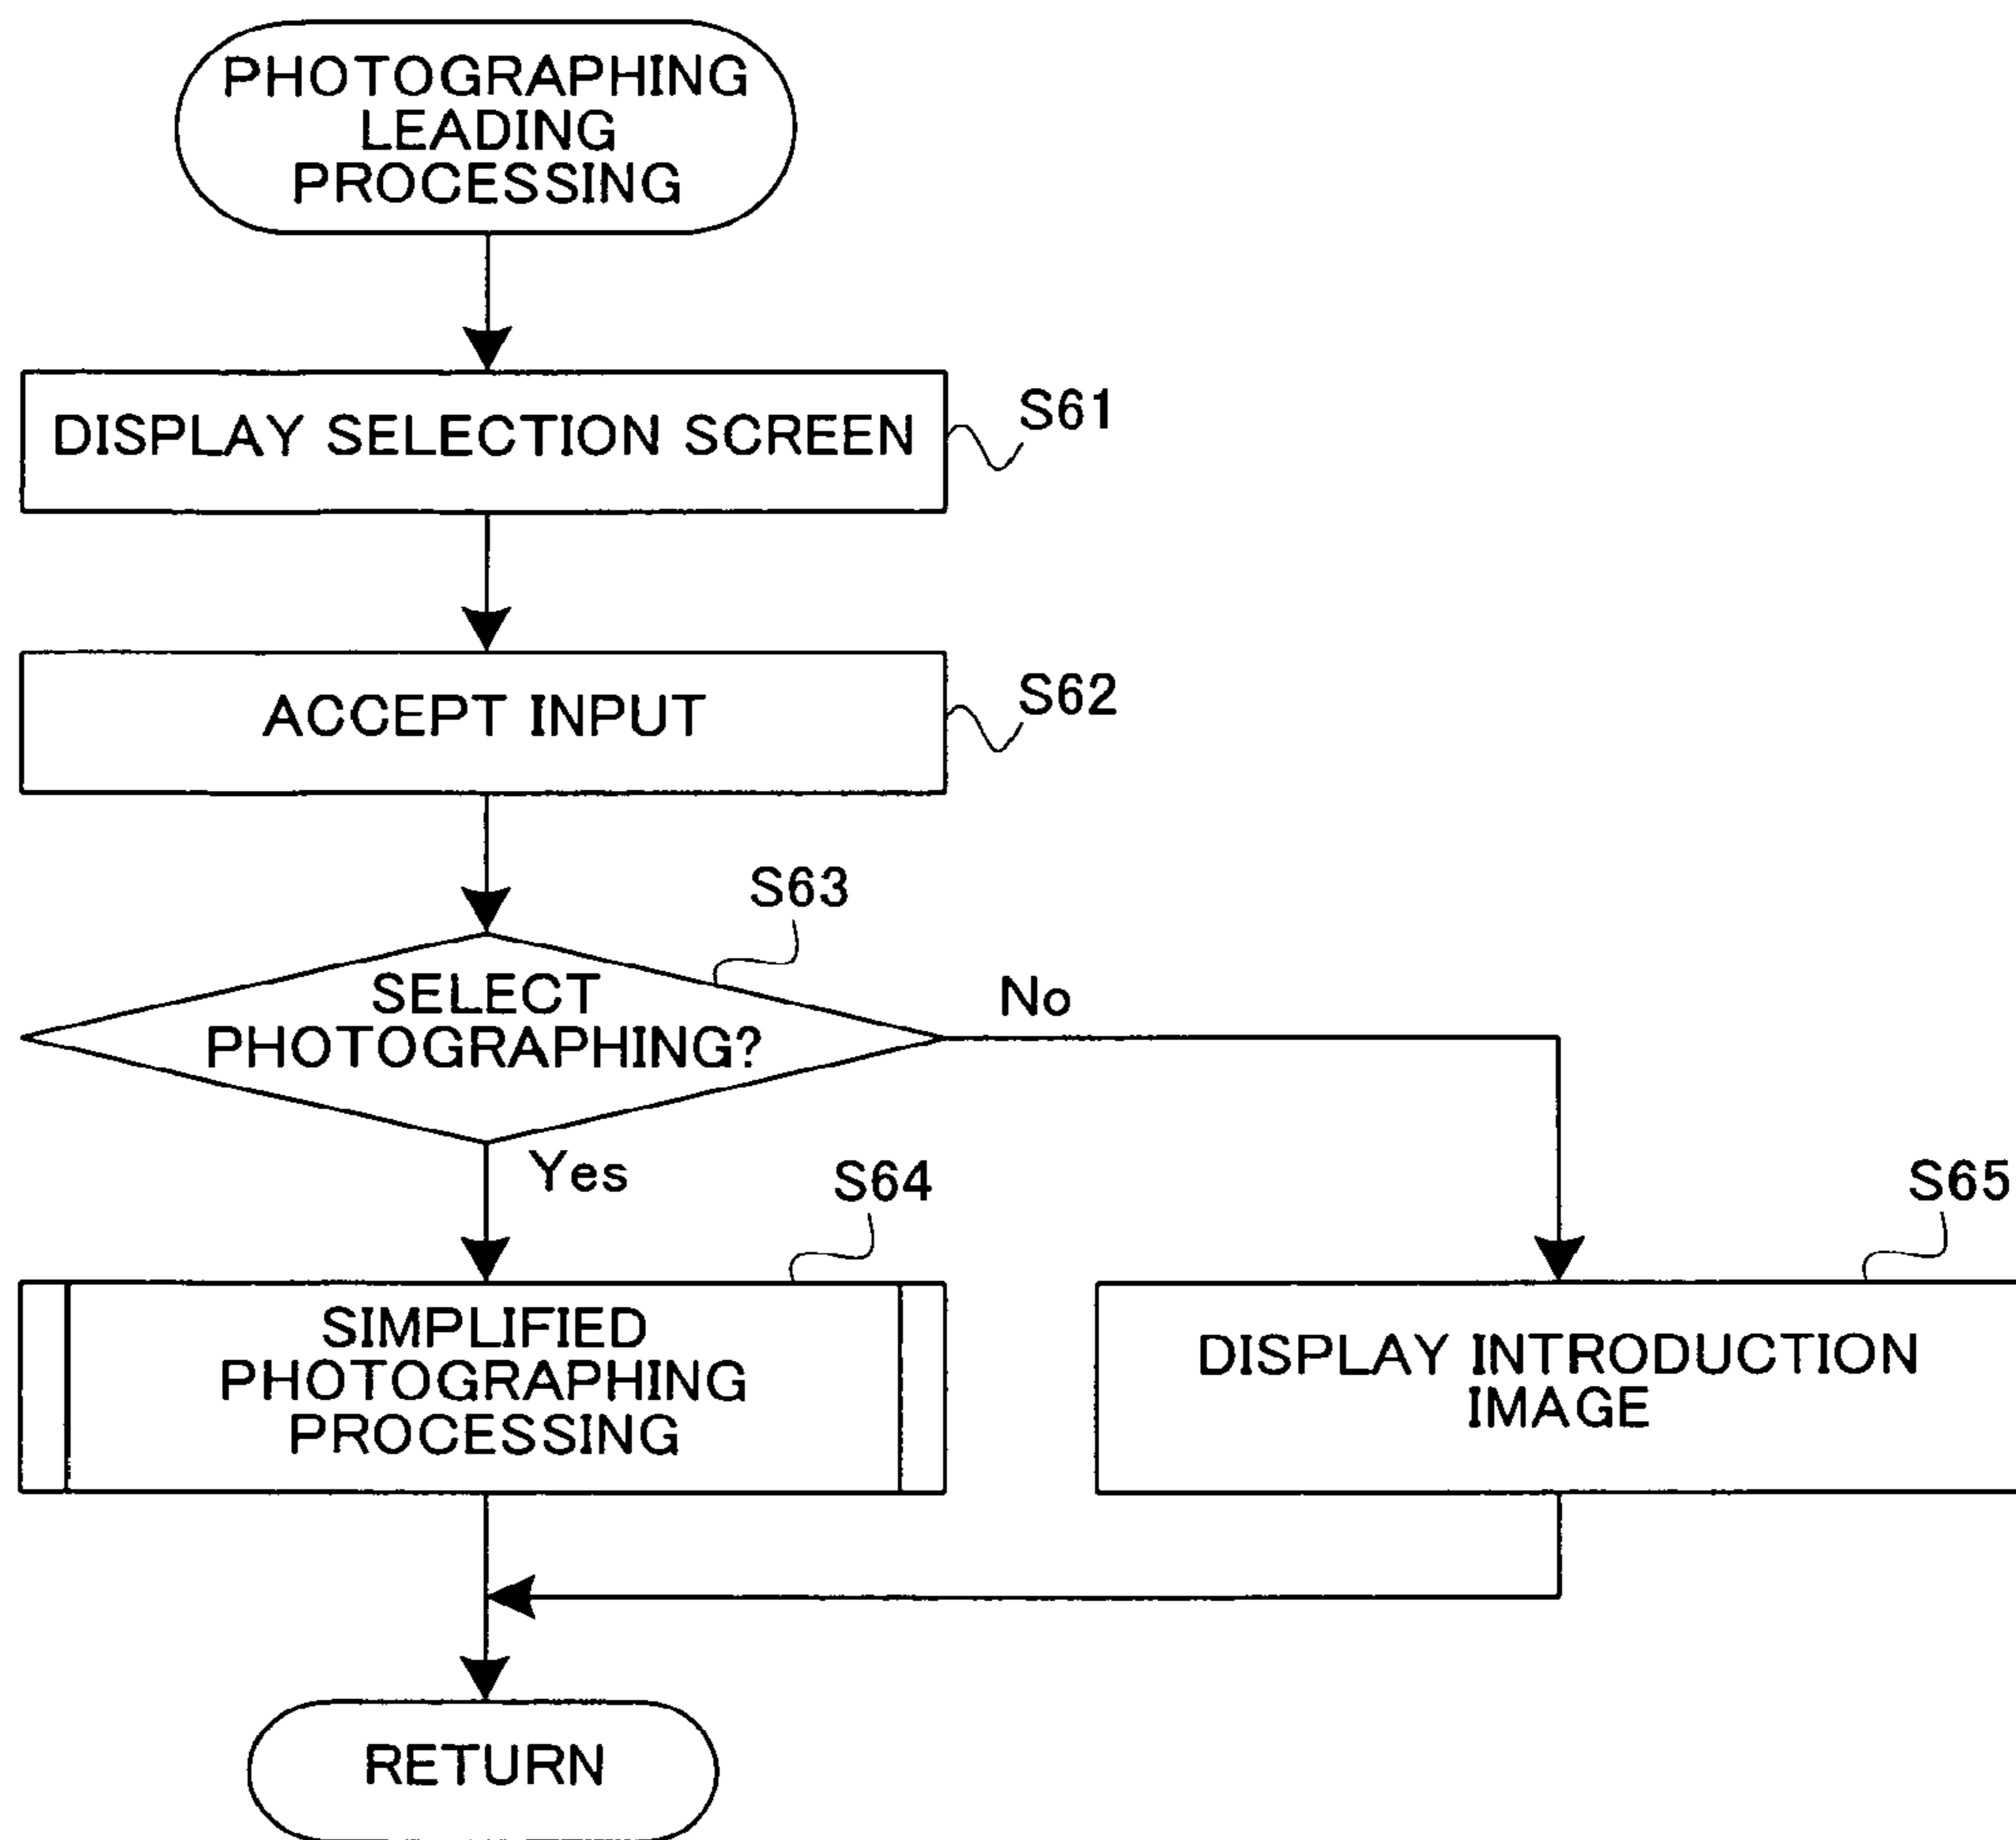 PHOTOGRAPHING
LEADING
PROCESSING
DISPLAY SELECTION SCREEN
S61
ACCEPT INPUT
S62
S63
SELECT
PHOTOGRAPHING?
No
Yes
S64
S65
SIMPLIFIED
PHOTOGRAPHING
PROCESSING
DISPLAY INTRODUCTION
IMAGE
RETURN